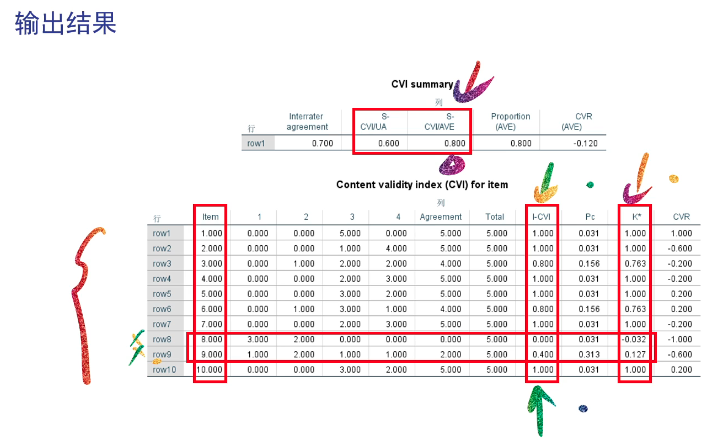 输出结果
CVI summary
列
行 Interrater agreement S-CVI/UA S-CVI/AVE Proportion (AVE) CVR (AVE)
row1 0.700 0.600 0.800 0.800 -0.120
Content validity index (CVI) for item
列
行 Item 1 2 3 4 Agreement Total I-CVI Pc K* CVR
row1 1.000 0.000 0.000 5.000 0.000 5.000 5.000 1.000 0.031 1.000 1.000
row2 2.000 0.000 0.000 1.000 4.000 5.000 5.000 1.000 0.031 1.000 -0.600
row3 3.000 0.000 1.000 2.000 2.000 4.000 5.000 0.800 0.156 0.763 -0.200
row4 4.000 0.000 0.000 2.000 3.000 5.000 5.000 1.000 0.031 1.000 -0.200
row5 5.000 0.000 0.000 3.000 2.000 5.000 5.000 1.000 0.031 1.000 0.200
row6 6.000 0.000 1.000 3.000 1.000 4.000 5.000 0.800 0.156 0.763 0.200
row7 7.000 0.000 0.000 2.000 3.000 5.000 5.000 1.000 0.031 1.000 -0.200
row8 8.000 3.000 2.000 0.000 0.000 0.000 5.000 0.000 0.031 -0.032 -1.000
row9 9.000 1.000 2.000 1.000 1.000 2.000 5.000 0.400 0.313 0.127 -0.600
row10 10.000 0.000 0.000 3.000 2.000 5.000 5.000 1.000 0.031 1.000 0.200